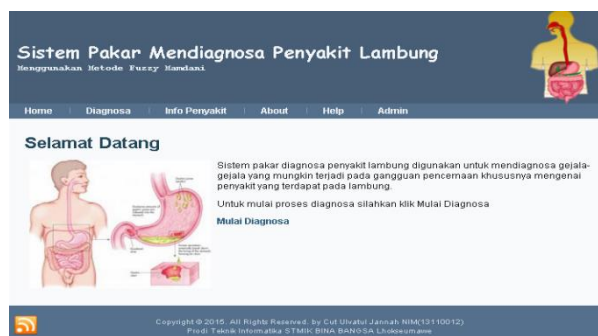 Sistem Pakar Mendiagnosa Penyakit Lambung
Menggunakan Metode Fuzzy Mamdani
Home Diagnosa Info Penyakit About Help Admin
Selamat Datang
Sistem pakar diagnosa penyakit lambung digunakan untuk mendiagnosa gejala-
gejala yang mungkin terjadi pada gangguan pencernaan khususnya mengenai
penyakit yang terdapat pada lambung.
Untuk mulai proses diagnosa silahkan klik Mulai Diagnosa
Mulai Diagnosa
Copyright © 2015. All Rights Reserved. by Cut Ulvatul Jannah NIM(13110012)
Prodi Teknik Informatika STMIK BINA BANGSA Lhokseumawe